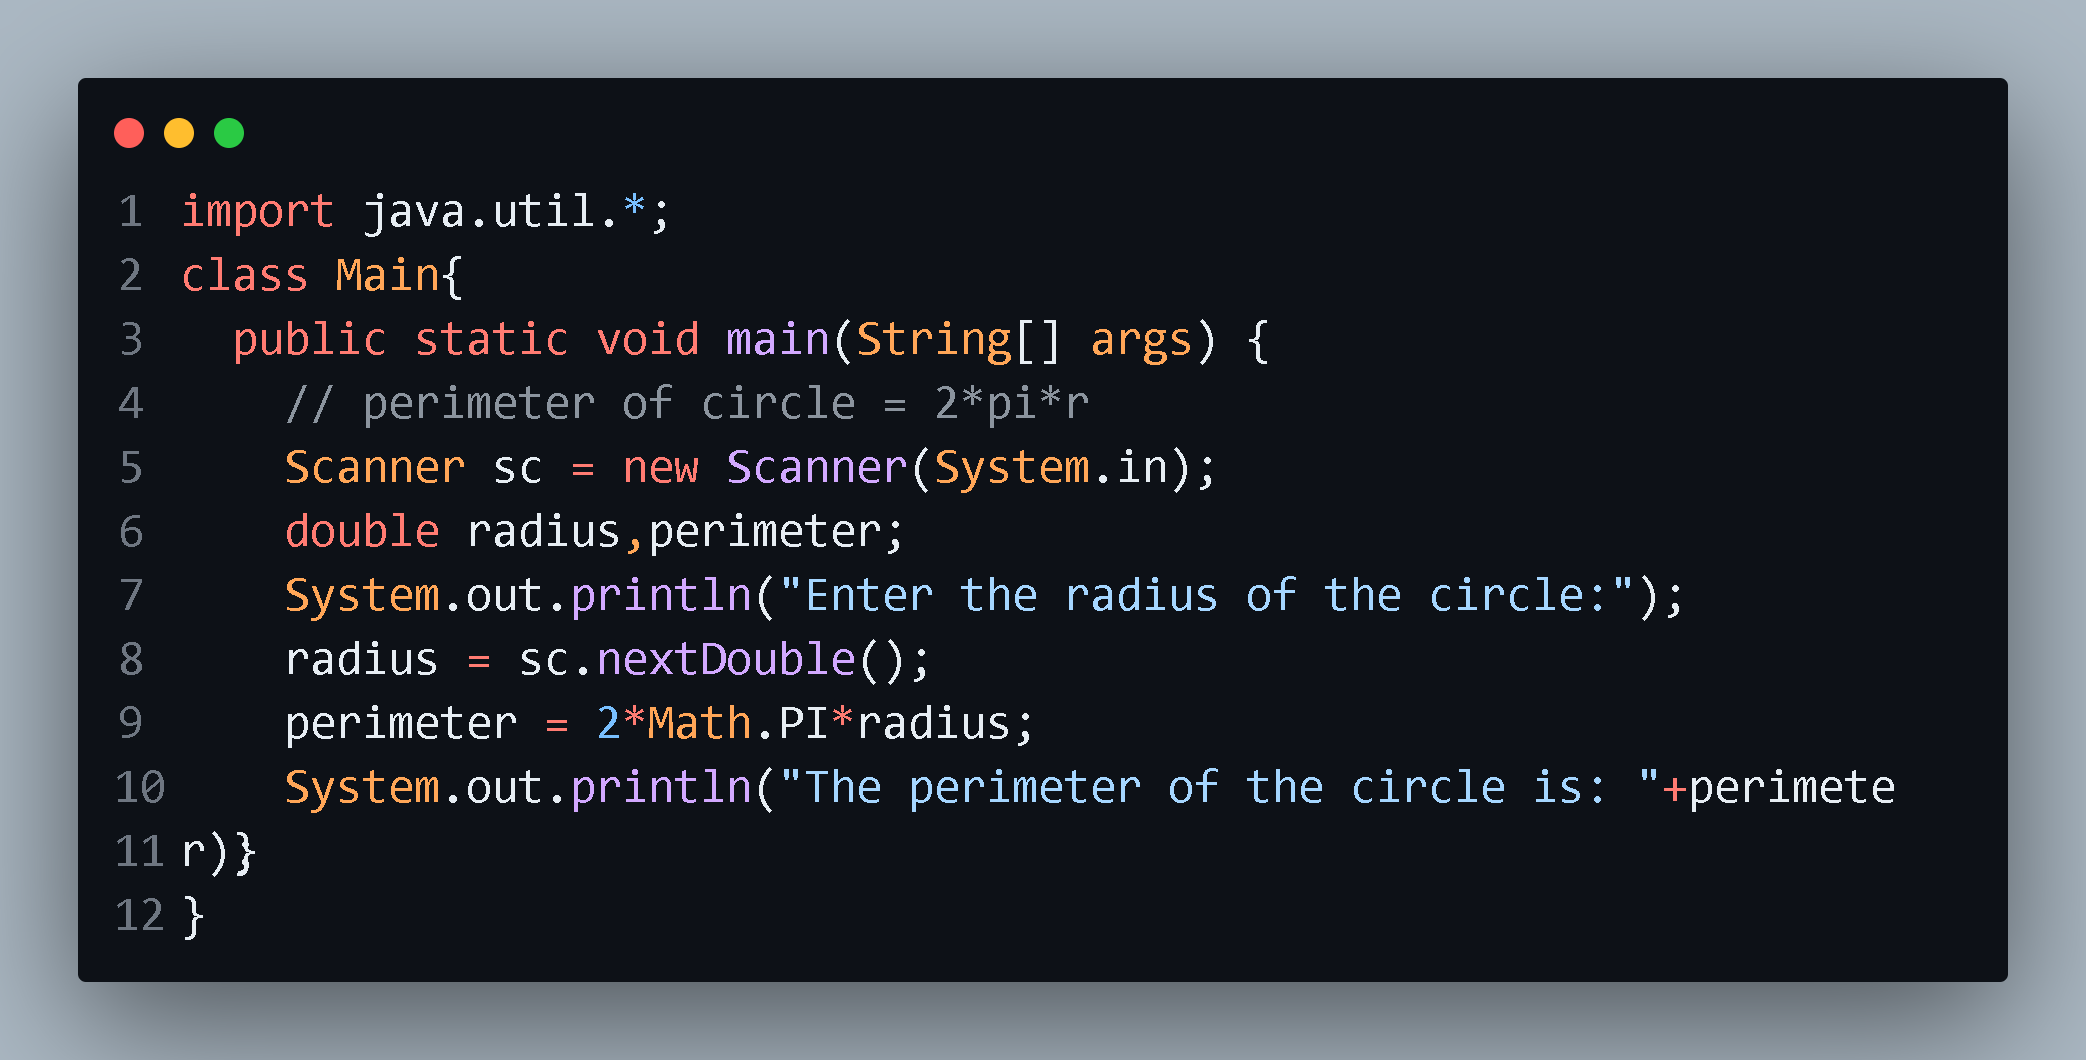 1 import java.util.*;
2 class Main{
3   public static void main(String[] args) {
4     // perimeter of circle = 2*pi*r
5     Scanner sc = new Scanner(System.in);
6     double radius,perimeter;
7     System.out.println("Enter the radius of the circle:");
8     radius = sc.nextDouble();
9     perimeter = 2*Math.PI*radius;
10     System.out.println("The perimeter of the circle is: "+perimete
11 r)}
12 }